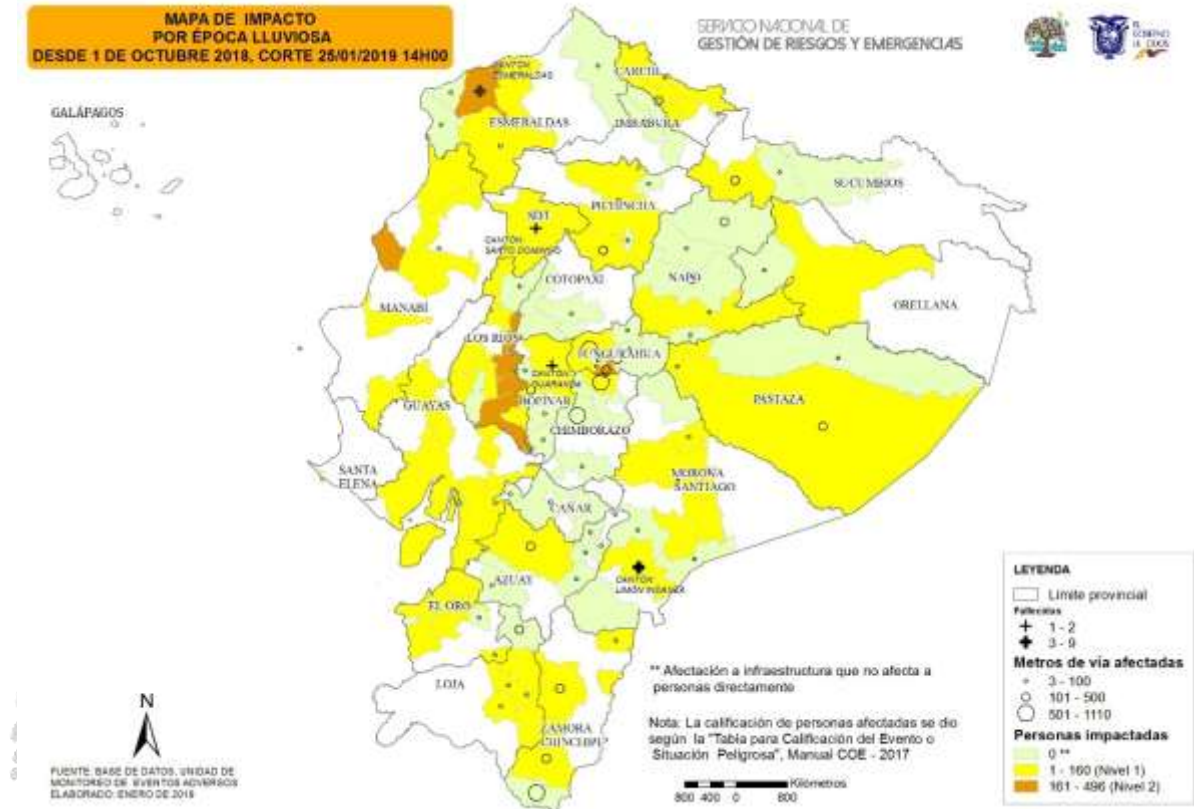 MAPA DE IMPACTO
POR ÉPOCA LLUVIOSA
DESDE 1 DE OCTUBRE 2018, CORTE 25/01/2019 14H00
SERVICIO NACIONAL DE
GESTIÓN DE RIESGOS Y EMERGENCIAS
EL
GOBIERNO
DE TODOS
GALÁPAGOS
CANTÓN
ESMERALDAS
CARCHI
ESMERALDAS
IMBABURA
SUCUMBIOS
PICHINCHA
SDT
CANTÓN
SANTO DOMINGO
COTOPAXI
NAPO
ORELLANA
MANABÍ
LOS RIOS
TUNGURAHUA
CANTÓN
GUARANDA
BOLIVAR
PASTAZA
GUAYAS
CHIMBORAZO
SANTA
ELENA
MORONA
SANTIAGO
CAÑAR
AZUAY
CANTÓN
LIMÓN INDANZA
EL ORO
LOJA
ZAMORA
CHINCHIPE
** Afectación a infraestructura que no afecta a
personas directamente
Nota: La calificación de personas afectadas se dio
según la "Tabla para Calificación del Evento o
Situación Peligrosa", Manual COE - 2017
Kilómetros
800 400 0 800
N
FUENTE: BASE DE DATOS, UNIDAD DE
MONITOREO DE EVENTOS ADVERSOS
ELABORADO: ENERO DE 2019
LEYENDA
Límite provincial
Fallecidos
1 - 2
3 - 9
Metros de vía afectadas
3 - 100
101 - 500
501 - 1110
Personas impactadas
0 **
1 - 160 (Nivel 1)
161 - 496 (Nivel 2)